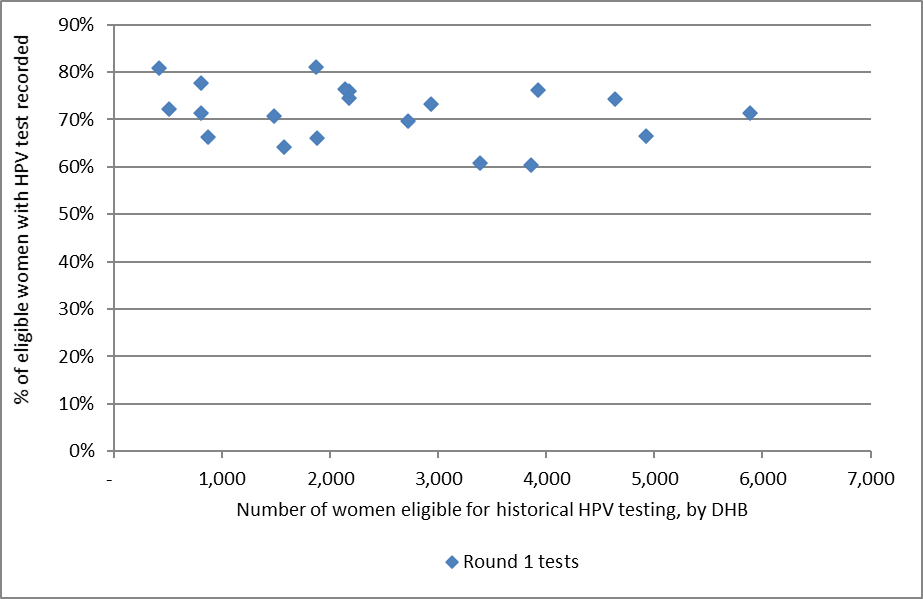 % of eligible women with HPV test recorded
90%
80%
70%
60%
50%
40%
30%
20%
10%
0%
- 1,000 2,000 3,000 4,000 5,000 6,000 7,000
Number of women eligible for historical HPV testing, by DHB
Round 1 tests